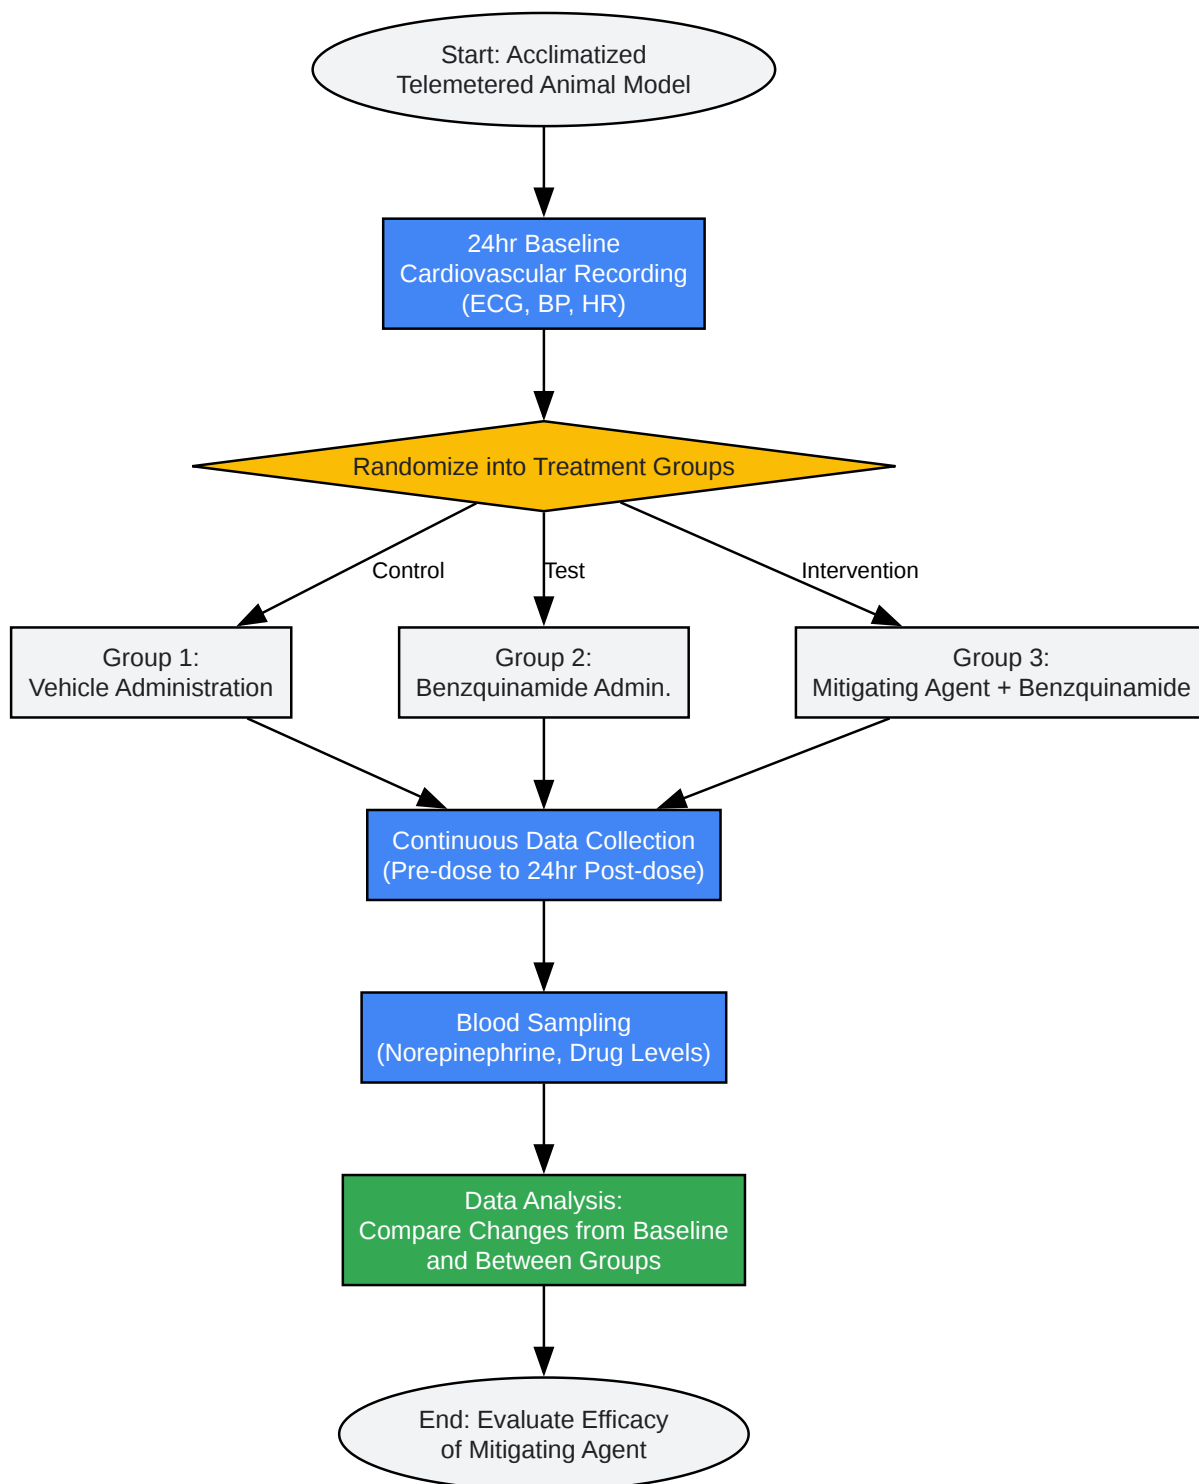 Start: Acclimatized
Telemetered Animal Model
24hr Baseline
Cardiovascular Recording
(ECG, BP, HR)
Randomize into Treatment Groups
Control
Test
Intervention
Group 1:
Vehicle Administration
Group 2:
Benzquinamide Admin.
Group 3:
Mitigating Agent + Benzquinamide
Continuous Data Collection
(Pre-dose to 24hr Post-dose)
Blood Sampling
(Norepinephrine, Drug Levels)
Data Analysis:
Compare Changes from Baseline
and Between Groups
End: Evaluate Efficacy
of Mitigating Agent